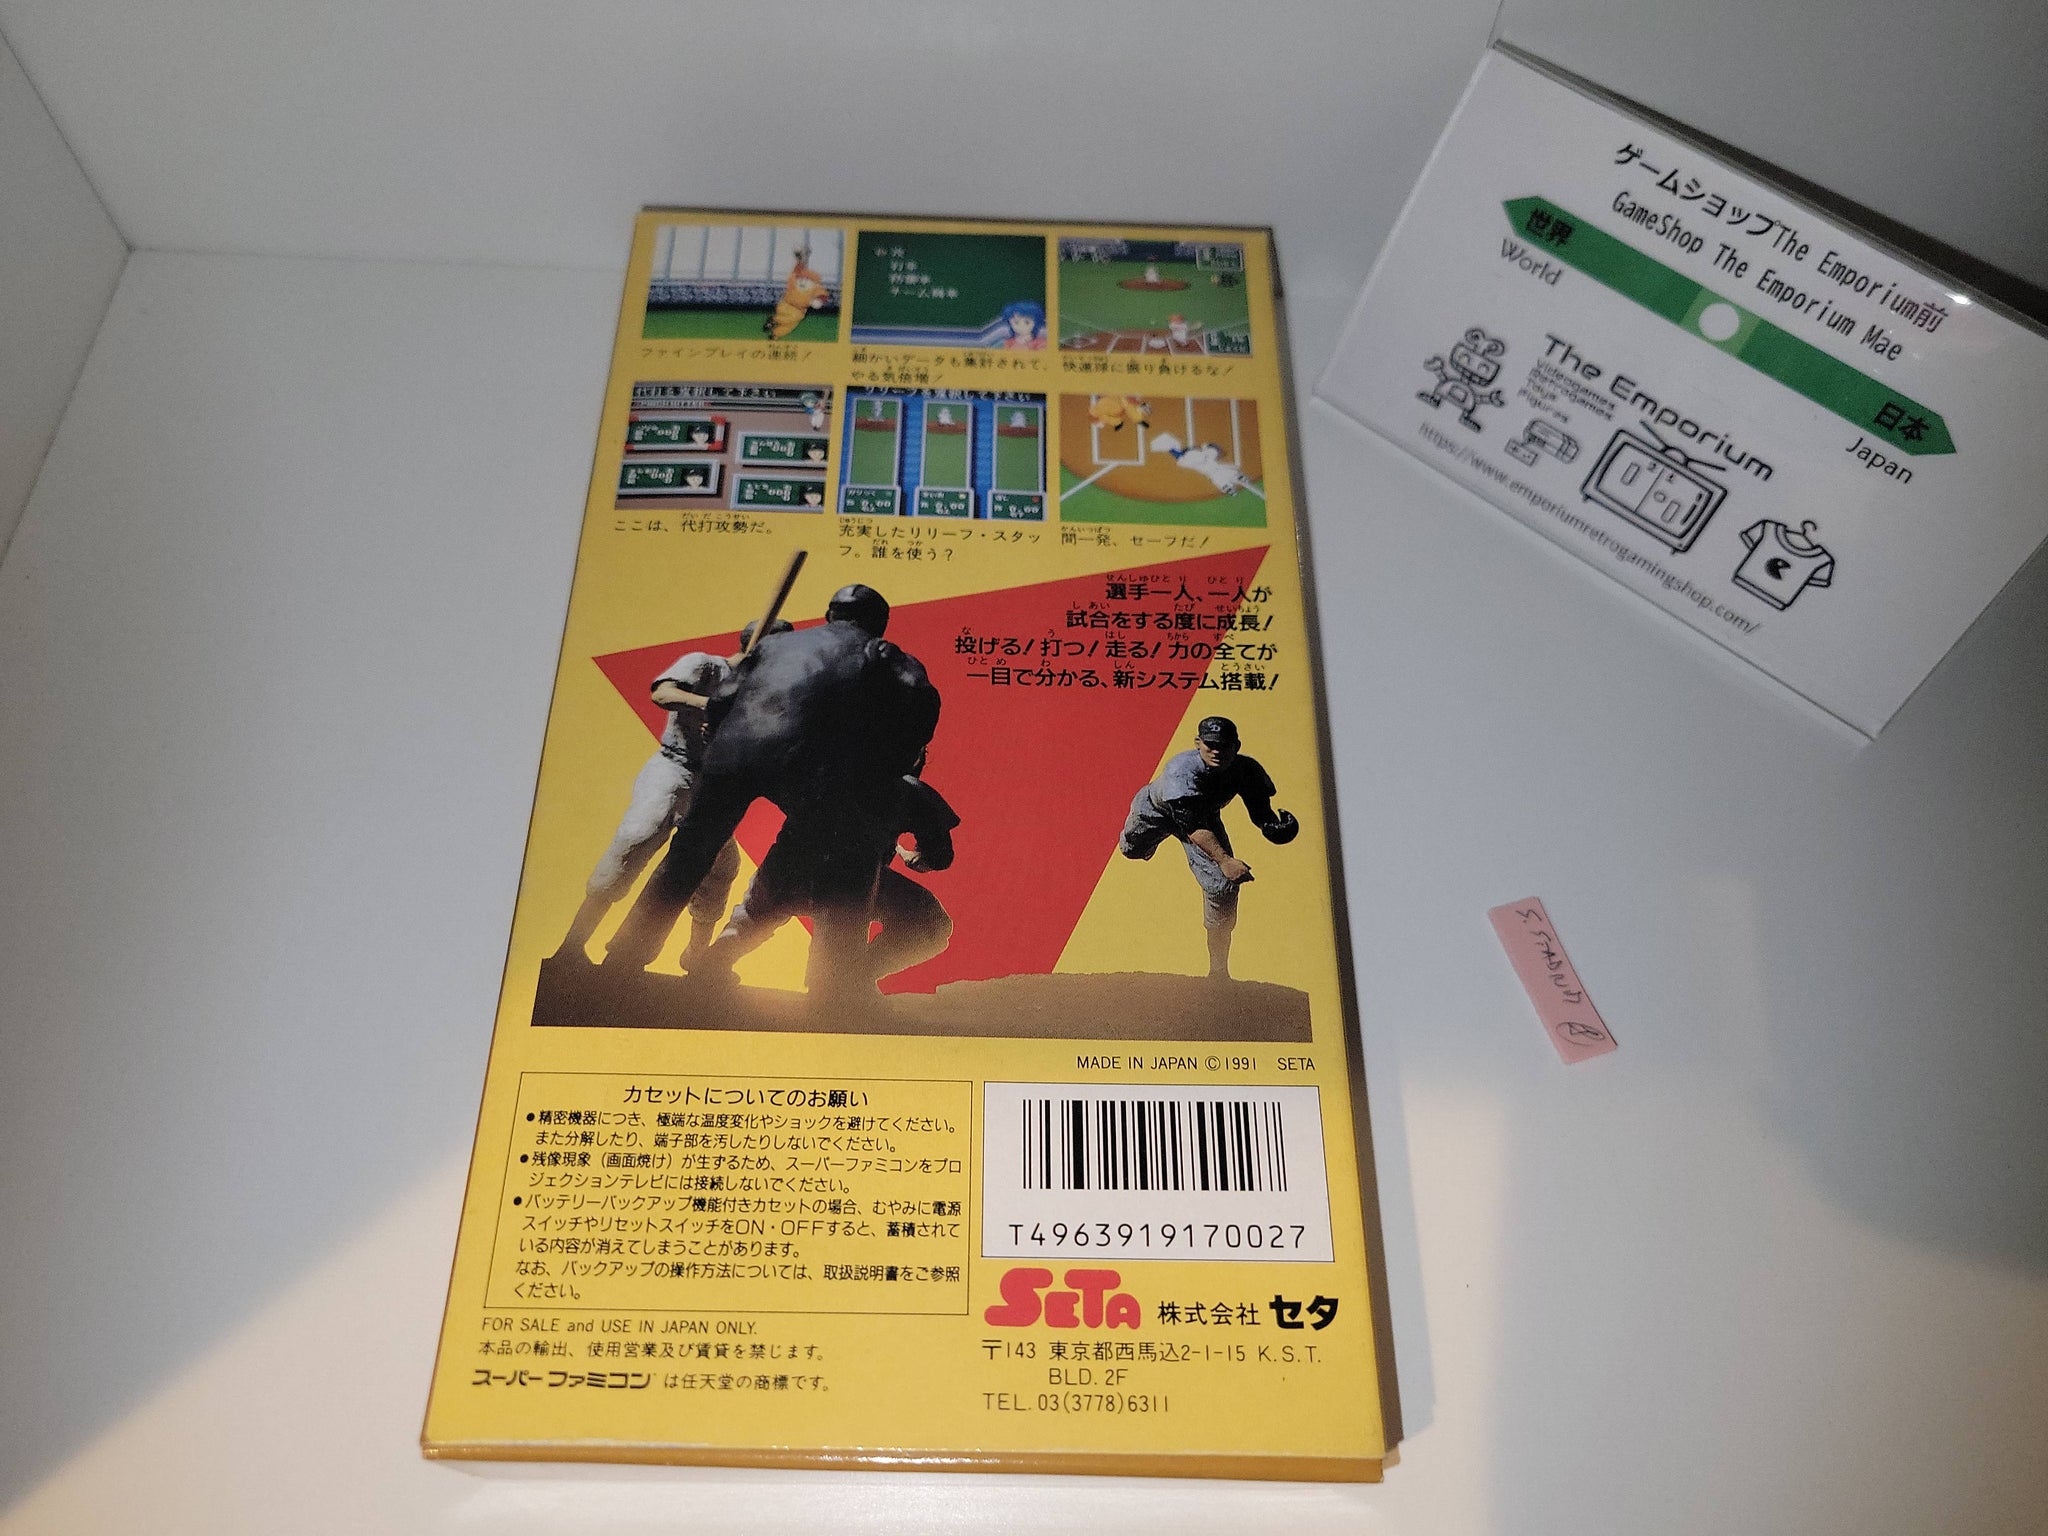 ファインプレイの連続!
細かいデータも集計されて、
やる気倍増!
快速球に振り負けるな!
ここは、代打攻勢だ。
充実したリリーフ・スタッ
フ。誰を使う?
間一髪、セーフだ!
選手一人、一人が
試合をする度に成長!
投げる!打つ!走る!力の全てが
一目で分かる、新システム搭載!
MADE IN JAPAN ©1991 SETA
カセットについてのお願い
●精密機器につき、極端な温度変化やショックを避けてください。
また分解したり、端子部を汚したりしないでください。
●残像現象(画面焼け)が生ずるため、スーパーファミコンをプロ
ジェクションテレビには接続しないでください。
●バッテリーバックアップ機能付きカセットの場合、むやみに電源
スイッチやリセットスイッチをON・OFFすると、蓄積されて
いる内容が消えてしまうことがあります。
なお、バックアップの操作方法については、取扱説明書をご参照
ください。
T4963919170027
SETA 株式会社 セタ
〒143 東京都西馬込2-1-15 K.S.T.
BLD. 2F
TEL. 03(3778)6311
FOR SALE and USE IN JAPAN ONLY.
本品の輸出、使用営業及び賃貸を禁じます。
スーパーファミコンは任天堂の商標です。
ゲームショップThe Emporium前
GameShop The Emporium Mae
世界
World
日本
Japan
The Emporium
Videogames
Retrogames
Toys
Figures
https://www.emporiumretrogamingshop.com/
S. STADIUM